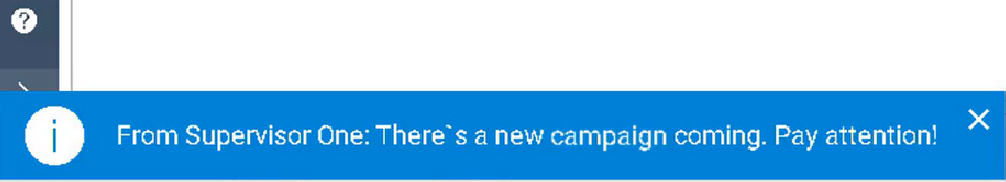 From Supervisor One: There`s a new campaign coming. Pay attention!